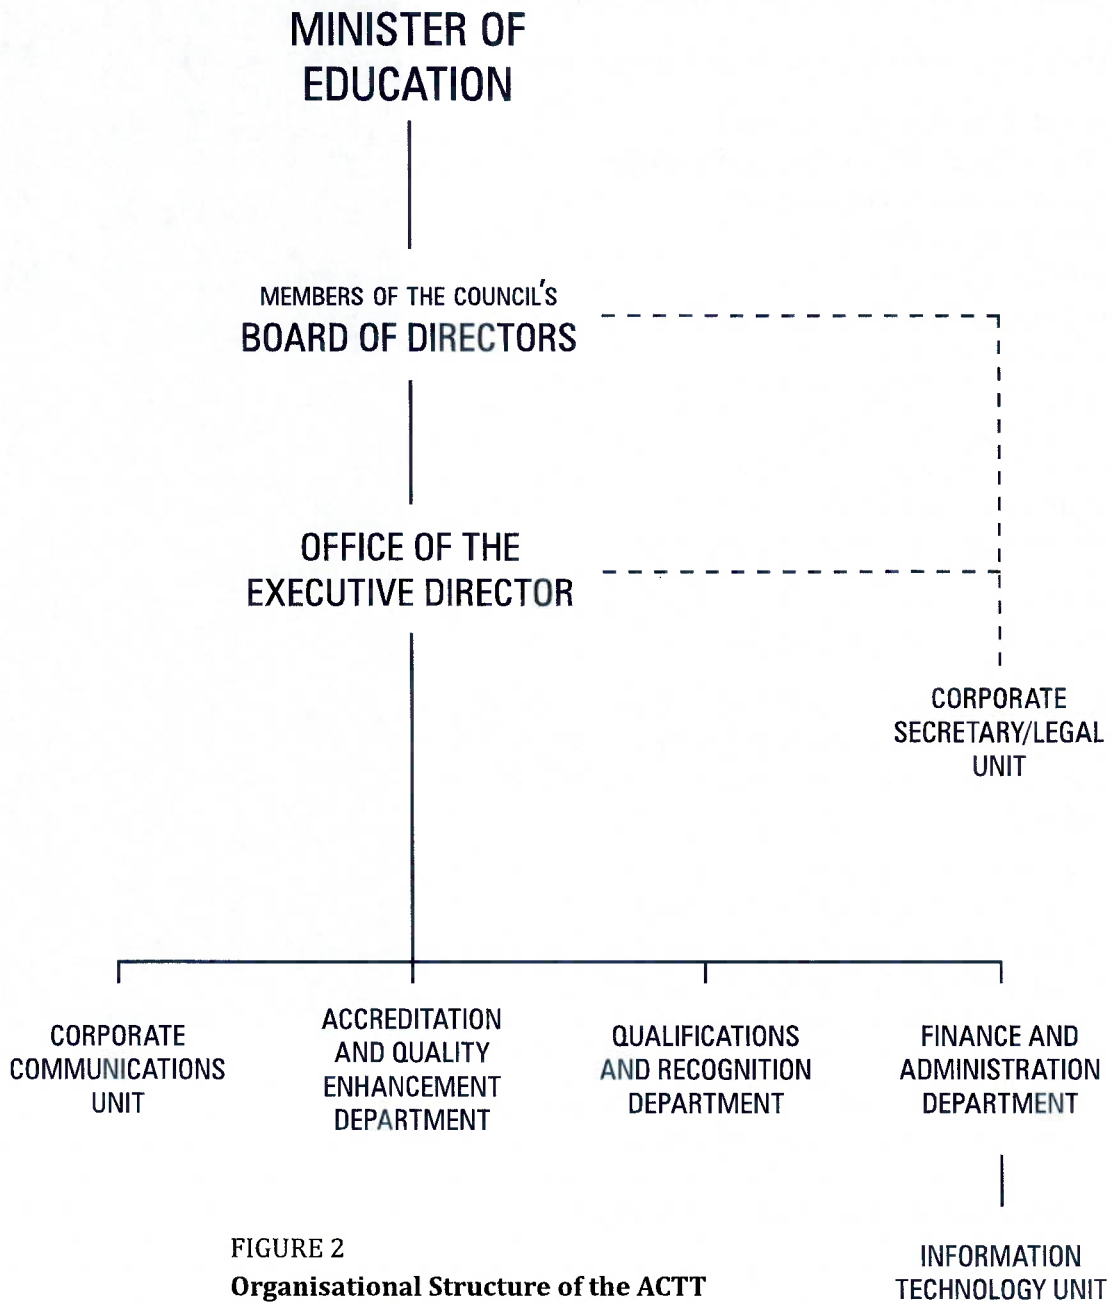 MINISTER OF
EDUCATION
MEMBERS OF THE COUNCIL'S
BOARD OF DIRECTORS
OFFICE OF THE
EXECUTIVE DIRECTOR
CORPORATE
SECRETARY/LEGAL
UNIT
CORPORATE
COMMUNICATIONS
UNIT
ACCREDITATION
AND QUALITY
ENHANCEMENT
DEPARTMENT
QUALIFICATIONS
AND RECOGNITION
DEPARTMENT
FINANCE AND
ADMINISTRATION
DEPARTMENT
INFORMATION
TECHNOLOGY UNIT
FIGURE 2
Organisational Structure of the ACTT